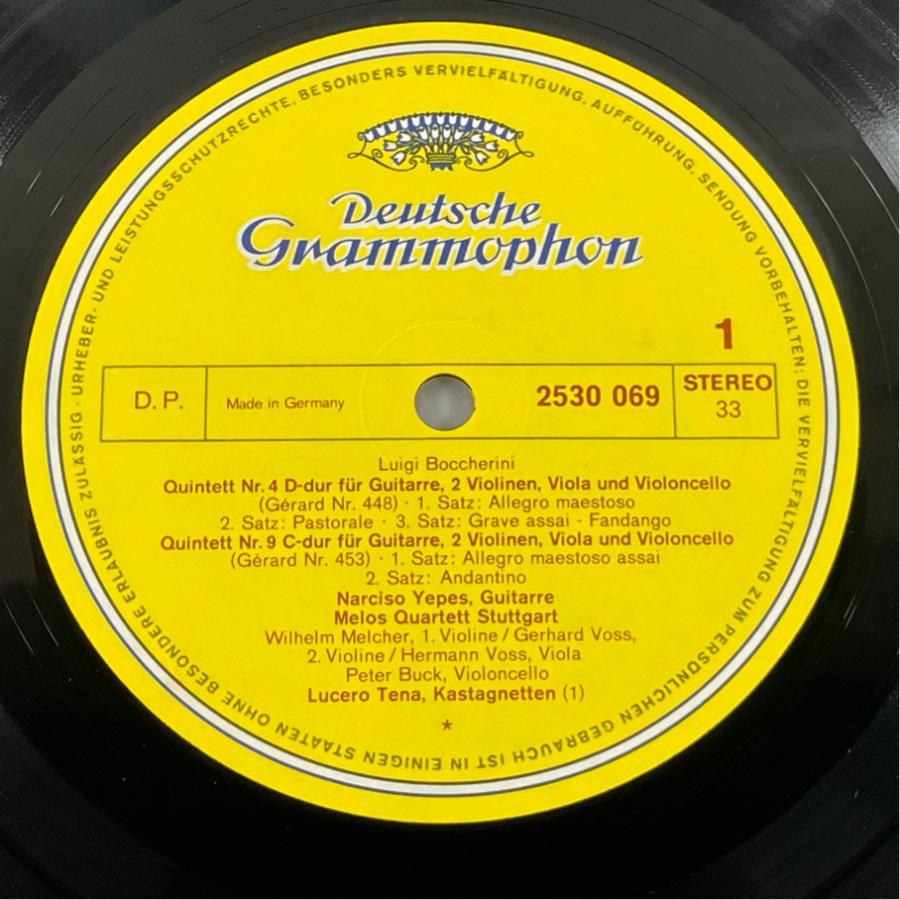 Deutsche
Grammophon
1
D. P.
Made in Germany
2530 069
STEREO
33
Luigi Boccherini
Quintett Nr. 4 D-dur für Guitarre, 2 Violinen, Viola und Violoncello
(Gérard Nr. 448) · 1. Satz: Allegro maestoso
2. Satz: Pastorale · 3. Satz: Grave assai - Fandango
Quintett Nr. 9 C-dur für Guitarre, 2 Violinen, Viola und Violoncello
(Gérard Nr. 453) · 1. Satz: Allegro maestoso assai
2. Satz: Andantino
Narciso Yepes, Guitarre
Melos Quartett Stuttgart
Wilhelm Melcher, 1. Violine / Gerhard Voss,
2. Violine / Hermann Voss, Viola
Peter Buck, Violoncello
Lucero Tena, Kastagnetten (1)
*
URHEBER- UND LEISTUNGSSCHUTZRECHTE, BESONDERS VERVIELFÄLTIGUNG, AUFFÜHRUNG, SENDUNG VORBEHALTEN; DIE VERVIELFÄLTIGUNG ZUM PERSÖNLICHEN GEBRAUCH IST IN EINIGEN STAATEN OHNE BESONDERE ERLAUBNIS ZULÄSSIG ·